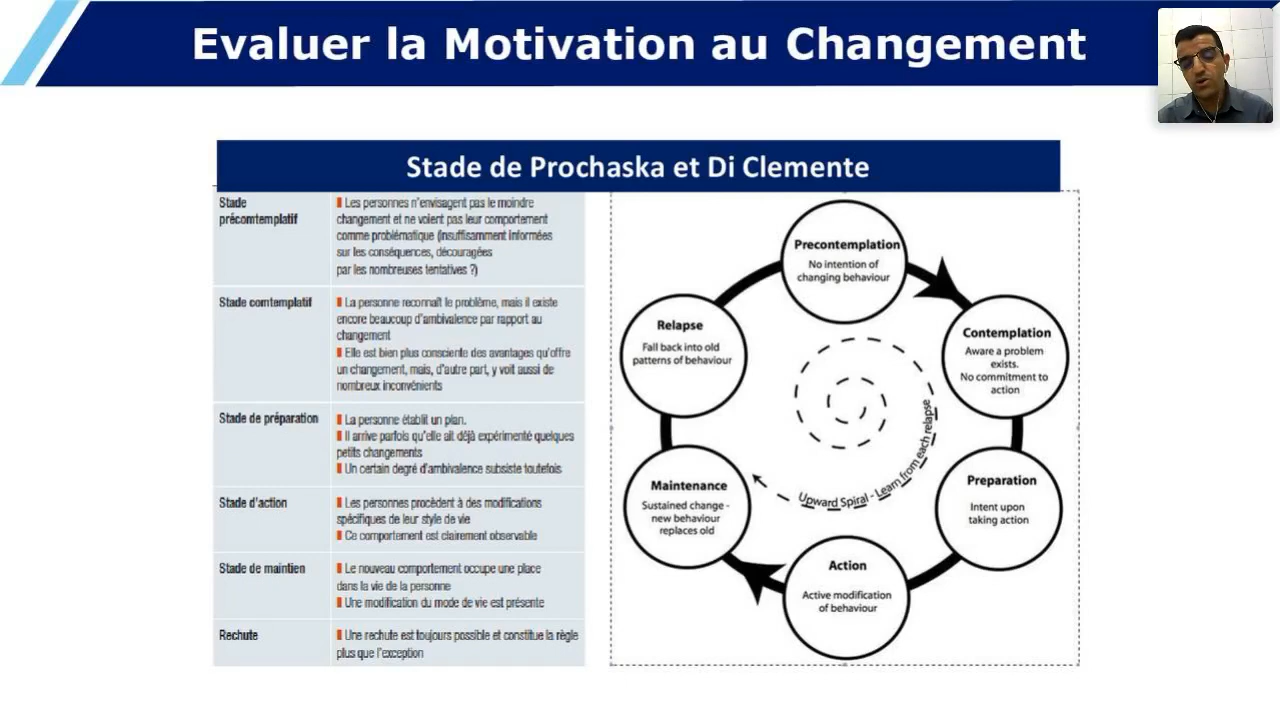 Evaluer la Motivation au Changement
Stade de Prochaska et Di Clemente
Stade
précomtemplatif
Les personnes n'envisagent pas le moindre
changement et ne voient pas leur comportement
comme problématique (insuffisamment informées
sur les conséquences, découragées
par les nombreuses tentatives ?)
Stade comtemplatif
La personne reconnaît le problème, mais il existe
encore beaucoup d'ambivalence par rapport au
changement
Elle est bien plus consciente des avantages qu'offre
un changement, mais, d'autre part, y voit aussi de
nombreux inconvénients
Stade de préparation
La personne établit un plan.
Il arrive parfois qu'elle ait déjà expérimenté quelques
petits changements
Un certain degré d'ambivalence subsiste toutefois
Stade d'action
Les personnes procèdent à des modifications
spécifiques de leur style de vie
Ce comportement est clairement observable
Stade de maintien
Le nouveau comportement occupe une place
dans la vie de la personne
Une modification du mode de vie est présente
Rechute
Une rechute est toujours possible et constitue la règle
plus que l'exception
Precontemplation
No intention of
changing behaviour
Contemplation
Aware a problem
exists.
No commitment to
action
Preparation
Intent upon
taking action
Action
Active modification
of behaviour
Maintenance
Sustained change -
new behaviour
replaces old
Relapse
Fall back into old
patterns of behaviour
Upward Spiral - Learn from each relapse